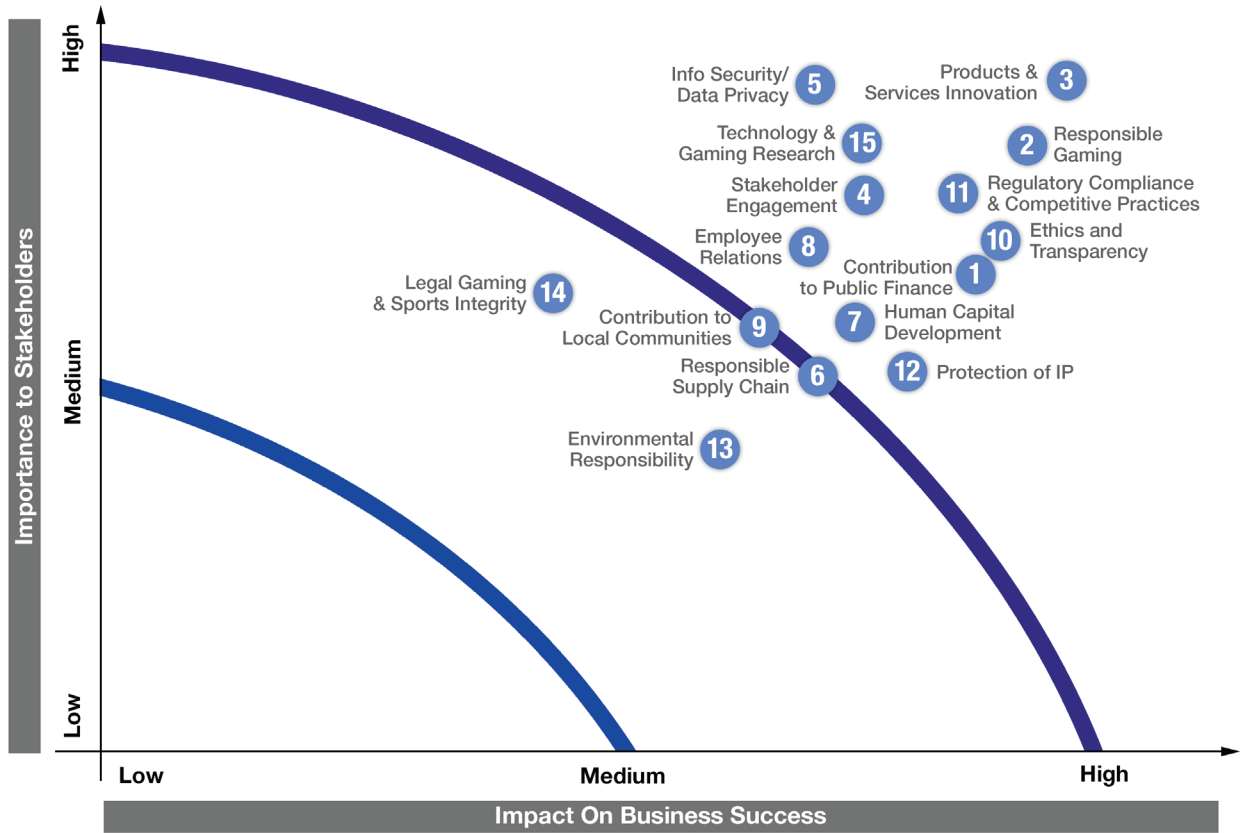 High
Medium
Low
Importance to Stakeholders
Info Security/
Data Privacy
5
Products &
Services Innovation
3
Technology &
Gaming Research
15
2
Responsible
Gaming
Stakeholder
Engagement
4
11
Regulatory Compliance
& Competitive Practices
Employee
Relations
8
10
Ethics and
Transparency
Contribution
to Public Finance
1
Legal Gaming
& Sports Integrity
14
Contribution to
Local Communities
9
7
Human Capital
Development
Responsible
Supply Chain
6
12
Protection of IP
Environmental
Responsibility
13
Low
Medium
High
Impact On Business Success